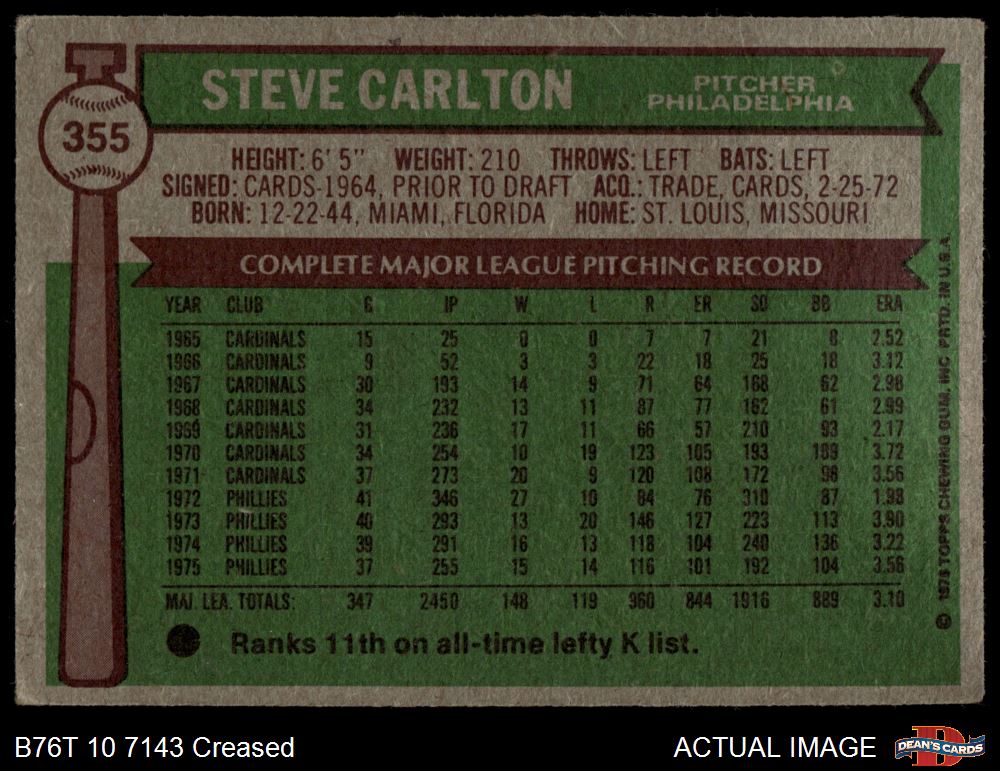 STEVE CARLTON
PITCHER
PHILADELPHIA
355
HEIGHT: 6' 5" WEIGHT: 210 THROWS: LEFT BATS: LEFT
SIGNED: CARDS-1964, PRIOR TO DRAFT ACQ.: TRADE, CARDS, 2-25-72
BORN: 12-22-44, MIAMI, FLORIDA HOME: ST. LOUIS, MISSOURI
COMPLETE MAJOR LEAGUE PITCHING RECORD
YEAR CLUB G IP W L R ER SO BB ERA
1965 CARDINALS 15 25 0 0 7 7 21 8 2.52
1966 CARDINALS 9 52 3 3 22 18 25 18 3.12
1967 CARDINALS 30 193 14 9 71 64 168 62 2.98
1968 CARDINALS 34 232 13 11 87 77 162 61 2.99
1969 CARDINALS 31 236 17 11 66 57 210 93 2.17
1970 CARDINALS 34 254 10 19 123 105 193 109 3.72
1971 CARDINALS 37 273 20 9 120 108 172 98 3.56
1972 PHILLIES 41 346 27 10 84 76 310 87 1.98
1973 PHILLIES 40 293 13 20 146 127 223 113 3.90
1974 PHILLIES 39 291 16 13 118 104 240 136 3.22
1975 PHILLIES 37 255 15 14 116 101 192 104 3.56
MAJ. LEA. TOTALS: 347 2450 148 119 960 844 1916 889 3.10
Ranks 11th on all-time lefty K list.
© 1976 TOPPS CHEWING GUM, INC. PRTD. IN U.S.A.
B76T 10 7143 Creased
ACTUAL IMAGE
DEAN'S CARDS